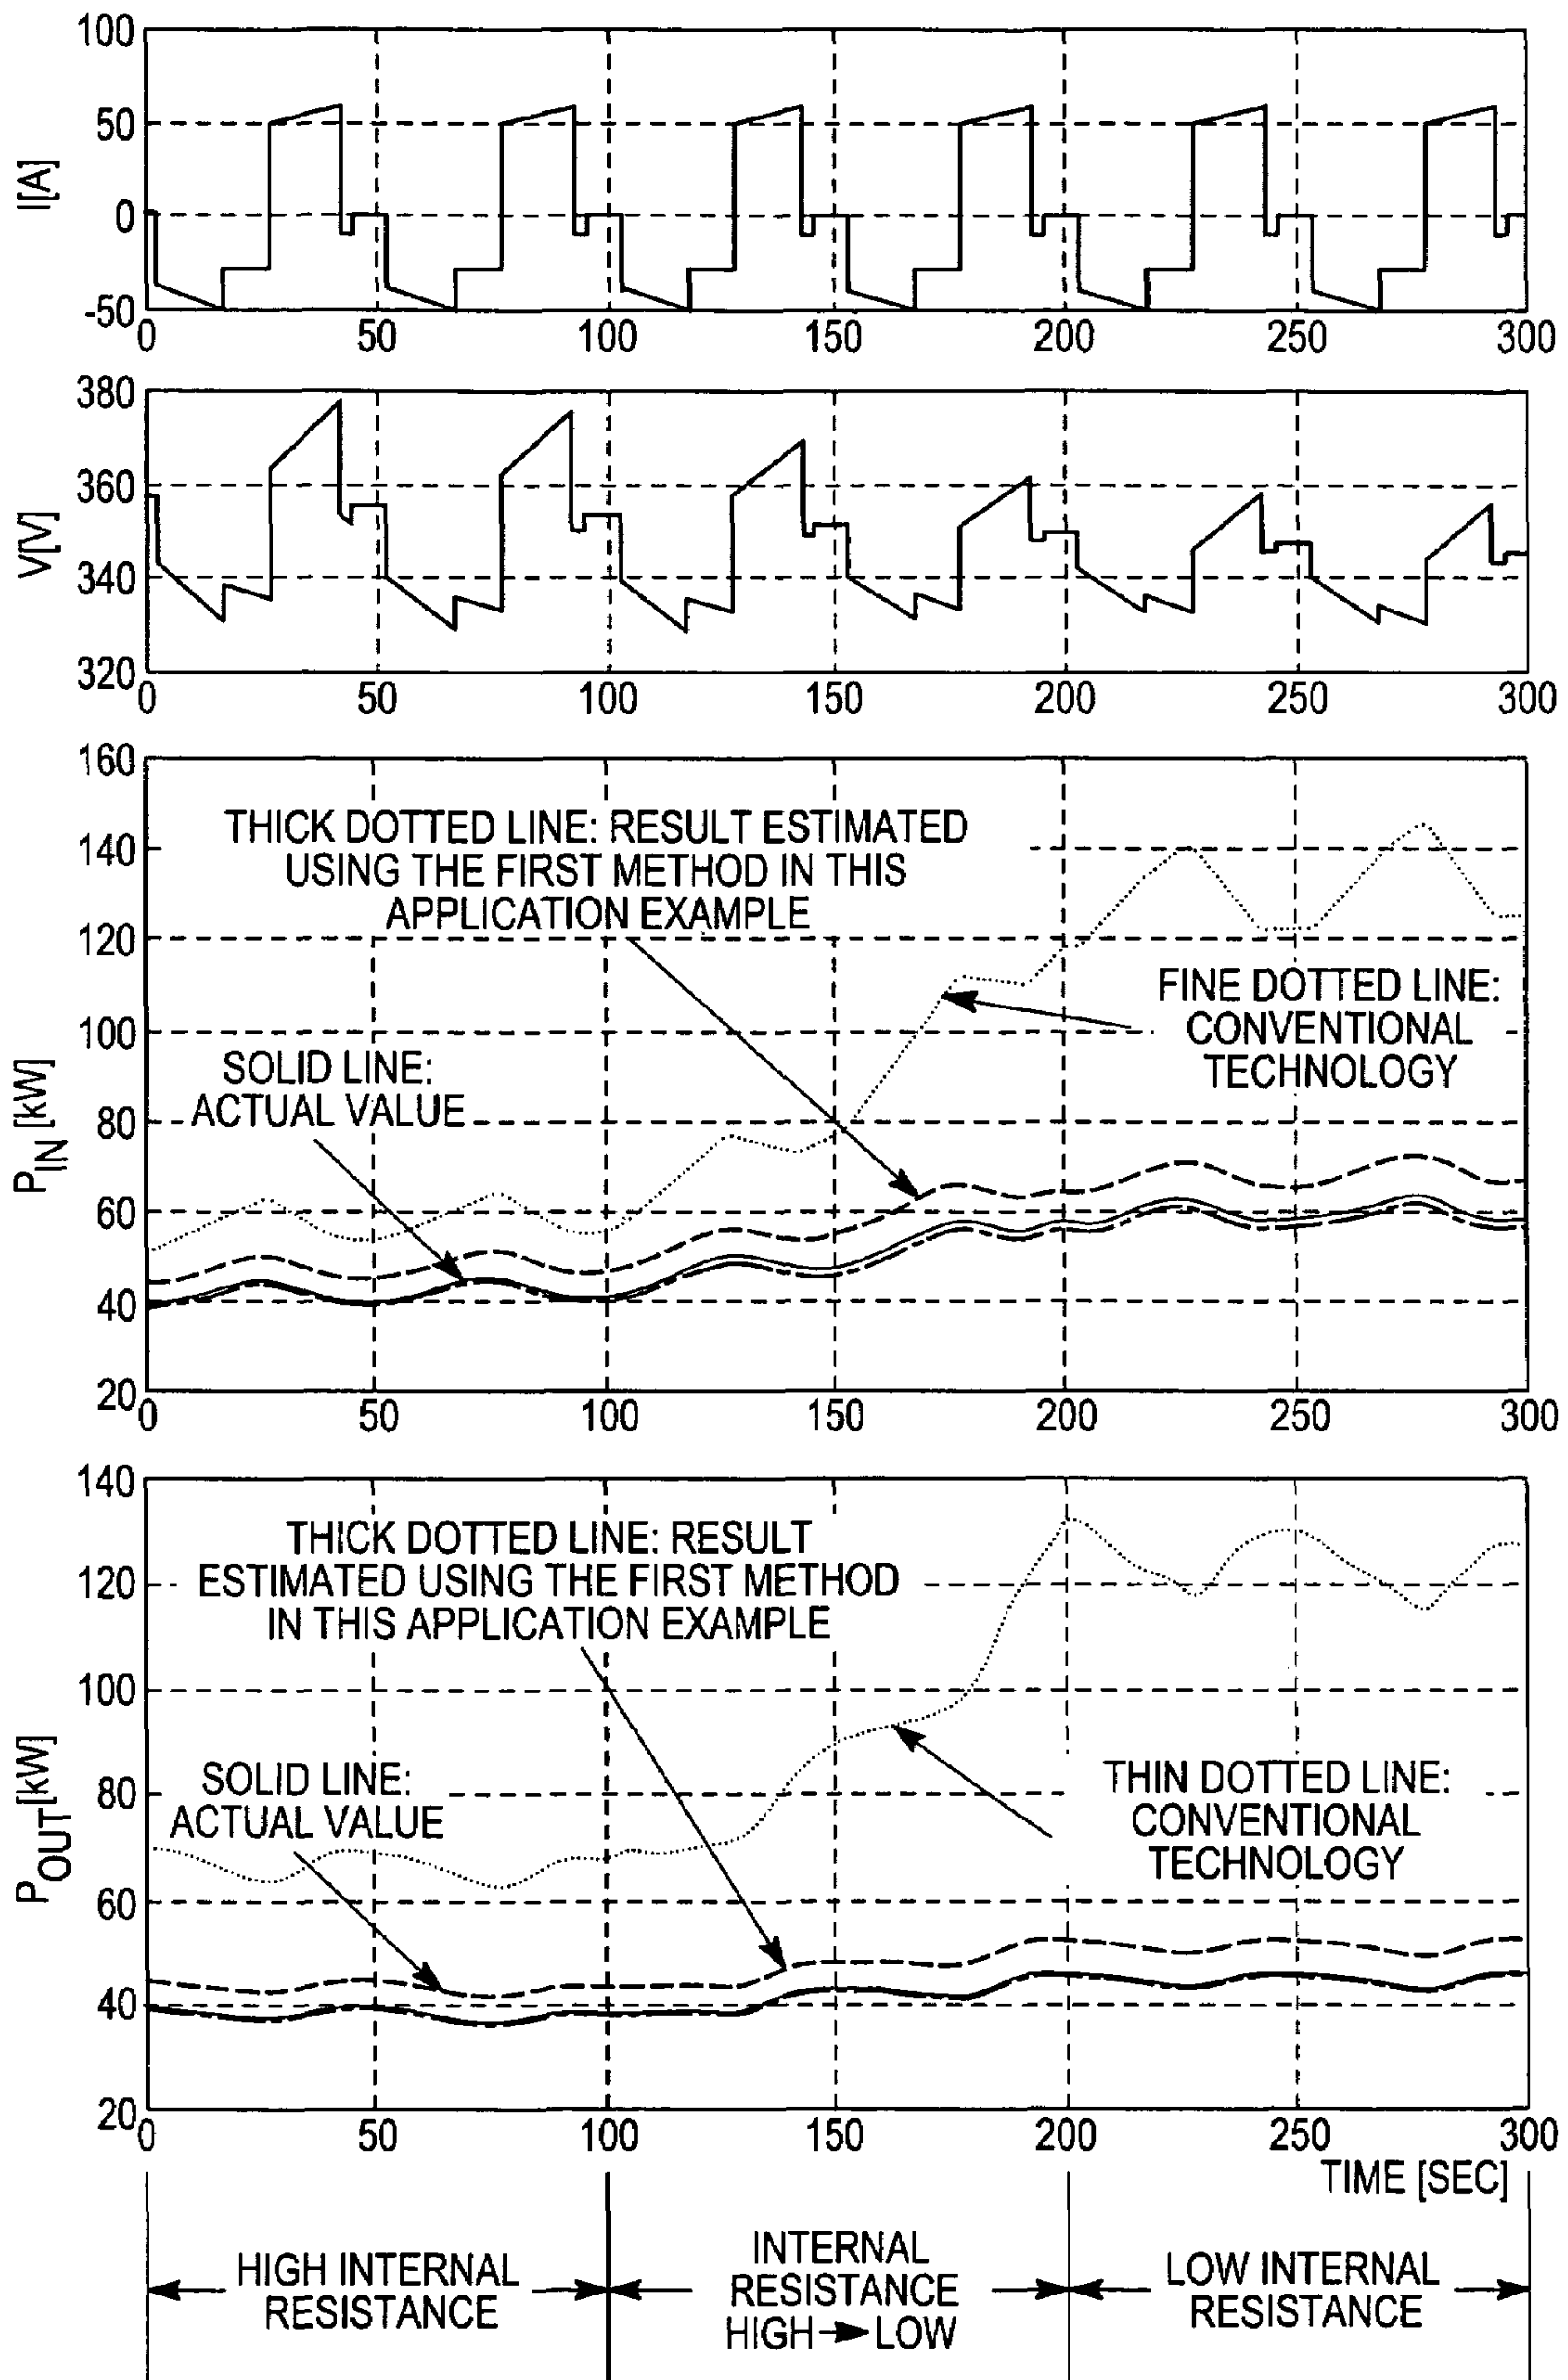 100
50
0
-50
I[A]
0 50 100 150 200 250 300
380
360
340
320
V[V]
0 50 100 150 200 250 300
160
140
120
100
80
60
40
20
PIN [kW]
THICK DOTTED LINE: RESULT ESTIMATED
USING THE FIRST METHOD IN THIS
APPLICATION EXAMPLE
FINE DOTTED LINE:
CONVENTIONAL
TECHNOLOGY
SOLID LINE:
ACTUAL VALUE
0 50 100 150 200 250 300
140
120
100
80
60
40
20
POUT[kW]
THICK DOTTED LINE: RESULT
ESTIMATED USING THE FIRST METHOD
IN THIS APPLICATION EXAMPLE
SOLID LINE:
ACTUAL VALUE
THIN DOTTED LINE:
CONVENTIONAL
TECHNOLOGY
0 50 100 150 200 250 300
TIME [SEC]
HIGH INTERNAL
RESISTANCE
INTERNAL
RESISTANCE
HIGH→LOW
LOW INTERNAL
RESISTANCE